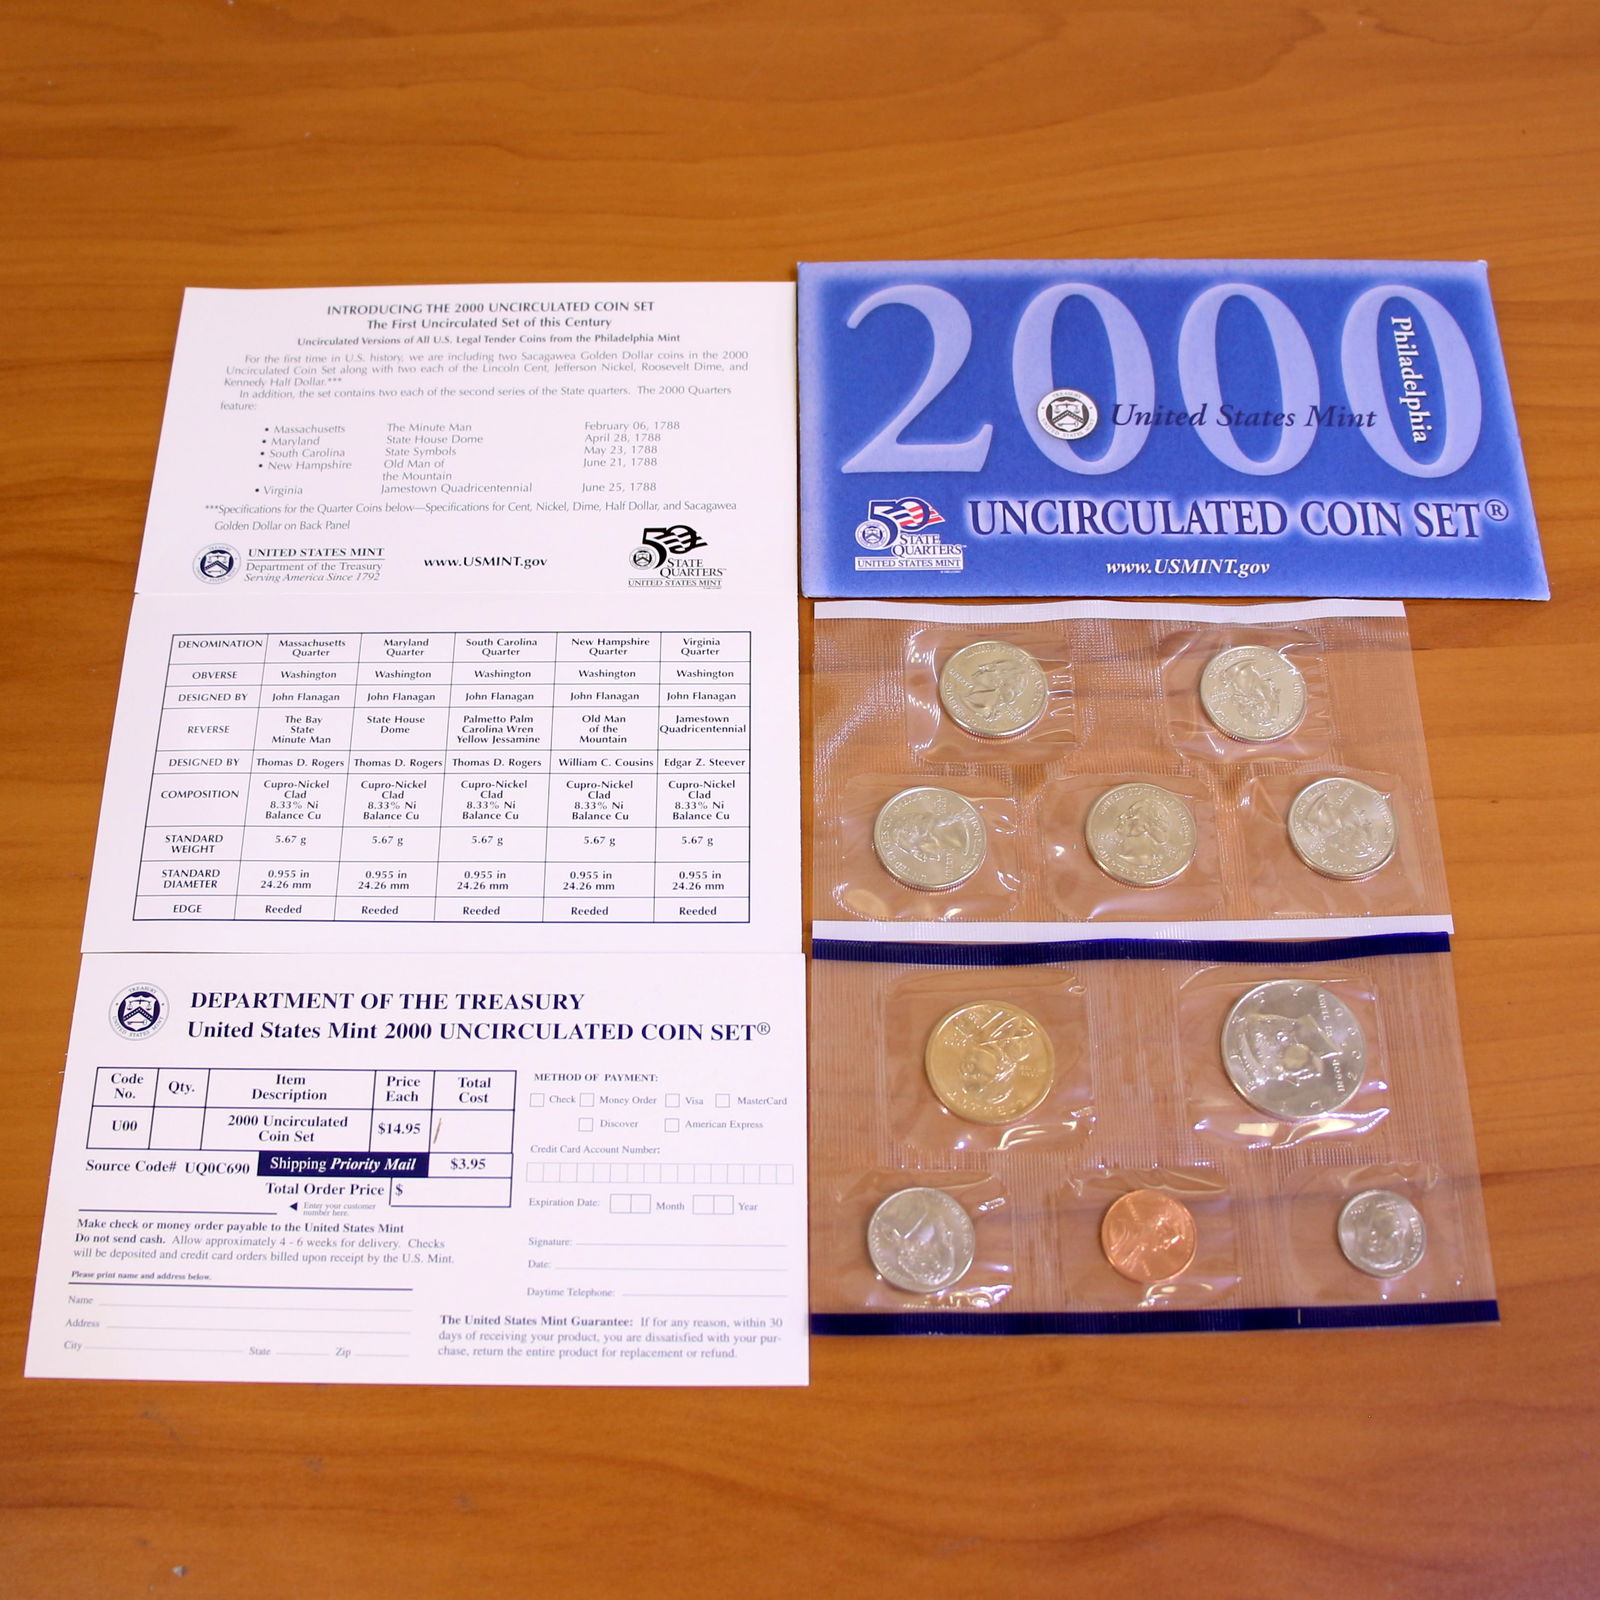 INTRODUCING THE 2000 UNCIRCULATED COIN SET
The First Uncirculated Set of this Century
Uncirculated Versions of All U.S. Legal Tender Coins from the Philadelphia Mint
For the first time in U.S. history, we are including two Sacagawea Golden Dollar coins in the 2000
Uncirculated Coin Set along with two each of the Lincoln Cent, Jefferson Nickel, Roosevelt Dime, and
Kennedy Half Dollar.***
In addition, the set contains two each of the second series of the State quarters. The 2000 Quarters
feature:
• Massachusetts The Minute Man February 06, 1788
• Maryland State House Dome April 28, 1788
• South Carolina State Symbols May 23, 1788
• New Hampshire Old Man of June 21, 1788
the Mountain
• Virginia Jamestown Quadricentennial June 25, 1788
***Specifications for the Quarter Coins below—Specifications for Cent, Nickel, Dime, Half Dollar, and Sacagawea
Golden Dollar on Back Panel
UNITED STATES MINT
Department of the Treasury
Serving America Since 1792
www.USMINT.gov
50
STATE
QUARTERS™
UNITED STATES MINT
DENOMINATION Massachusetts Quarter Maryland Quarter South Carolina Quarter New Hampshire Quarter Virginia Quarter
OBVERSE Washington Washington Washington Washington Washington
DESIGNED BY John Flanagan John Flanagan John Flanagan John Flanagan John Flanagan
REVERSE The Bay State Minute Man State House Dome Palmetto Palm Carolina Wren Yellow Jessamine Old Man of the Mountain Jamestown Quadricentennial
DESIGNED BY Thomas D. Rogers Thomas D. Rogers Thomas D. Rogers William C. Cousins Edgar Z. Steever
COMPOSITION Cupro-Nickel Clad 8.33% Ni Balance Cu Cupro-Nickel Clad 8.33% Ni Balance Cu Cupro-Nickel Clad 8.33% Ni Balance Cu Cupro-Nickel Clad 8.33% Ni Balance Cu Cupro-Nickel Clad 8.33% Ni Balance Cu
STANDARD WEIGHT 5.67 g 5.67 g 5.67 g 5.67 g 5.67 g
STANDARD DIAMETER 0.955 in 24.26 mm 0.955 in 24.26 mm 0.955 in 24.26 mm 0.955 in 24.26 mm 0.955 in 24.26 mm
EDGE Reeded Reeded Reeded Reeded Reeded
DEPARTMENT OF THE TREASURY
United States Mint 2000 UNCIRCULATED COIN SET®
Code No. Qty. Item Description Price Each Total Cost
U00 2000 Uncirculated Coin Set $14.95
Source Code# UQ0C690 Shipping Priority Mail $3.95
Total Order Price $
Enter your customer
number here.
Make check or money order payable to the United States Mint
Do not send cash. Allow approximately 4 - 6 weeks for delivery. Checks
will be deposited and credit card orders billed upon receipt by the U.S. Mint.
Please print name and address below.
Name
Address
City State Zip
METHOD OF PAYMENT:
Check Money Order Visa MasterCard
Discover American Express
Credit Card Account Number:
Expiration Date: Month Year
Signature:
Date:
Daytime Telephone:
The United States Mint Guarantee: If for any reason, within 30
days of receiving your product, you are dissatisfied with your pur-
chase, return the entire product for replacement or refund.
2000
Philadelphia
United States Mint
50
STATE
QUARTERS™
UNITED STATES MINT
UNCIRCULATED COIN SET®
www.USMINT.gov